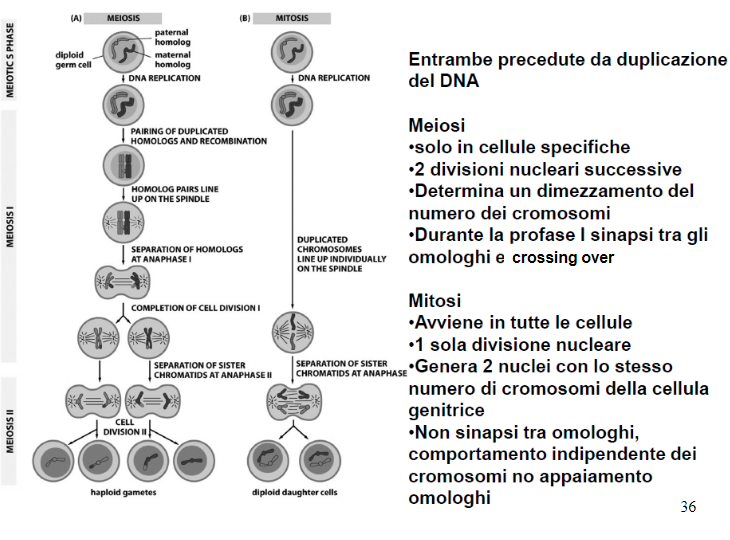 (A) MEIOSIS
(B) MITOSIS
MEIOTIC S PHASE
paternal
homolog
diploid
germ cell
maternal
homolog
DNA REPLICATION
DNA REPLICATION
MEIOSIS I
PAIRING OF DUPLICATED
HOMOLOGS AND RECOMBINATION
HOMOLOG PAIRS LINE
UP ON THE SPINDLE
SEPARATION OF HOMOLOGS
AT ANAPHASE I
DUPLICATED
CHROMOSOMES
LINE UP INDIVIDUALLY
ON THE SPINDLE
COMPLETION OF CELL DIVISION I
SEPARATION OF SISTER
CHROMATIDS AT ANAPHASE II
SEPARATION OF SISTER
CHROMATIDS AT ANAPHASE
MEIOSIS II
CELL
DIVISION II
haploid gametes
diploid daughter cells
Entrambe precedute da duplicazione
del DNA
Meiosi
•solo in cellule specifiche
•2 divisioni nucleari successive
•Determina un dimezzamento del
numero dei cromosomi
•Durante la profase I sinapsi tra gli
omologhi e crossing over
Mitosi
•Avviene in tutte le cellule
•1 sola divisione nucleare
•Genera 2 nuclei con lo stesso
numero di cromosomi della cellula
genitrice
•Non sinapsi tra omologhi,
comportamento indipendente dei
cromosomi no appaiamento
omologhi
36